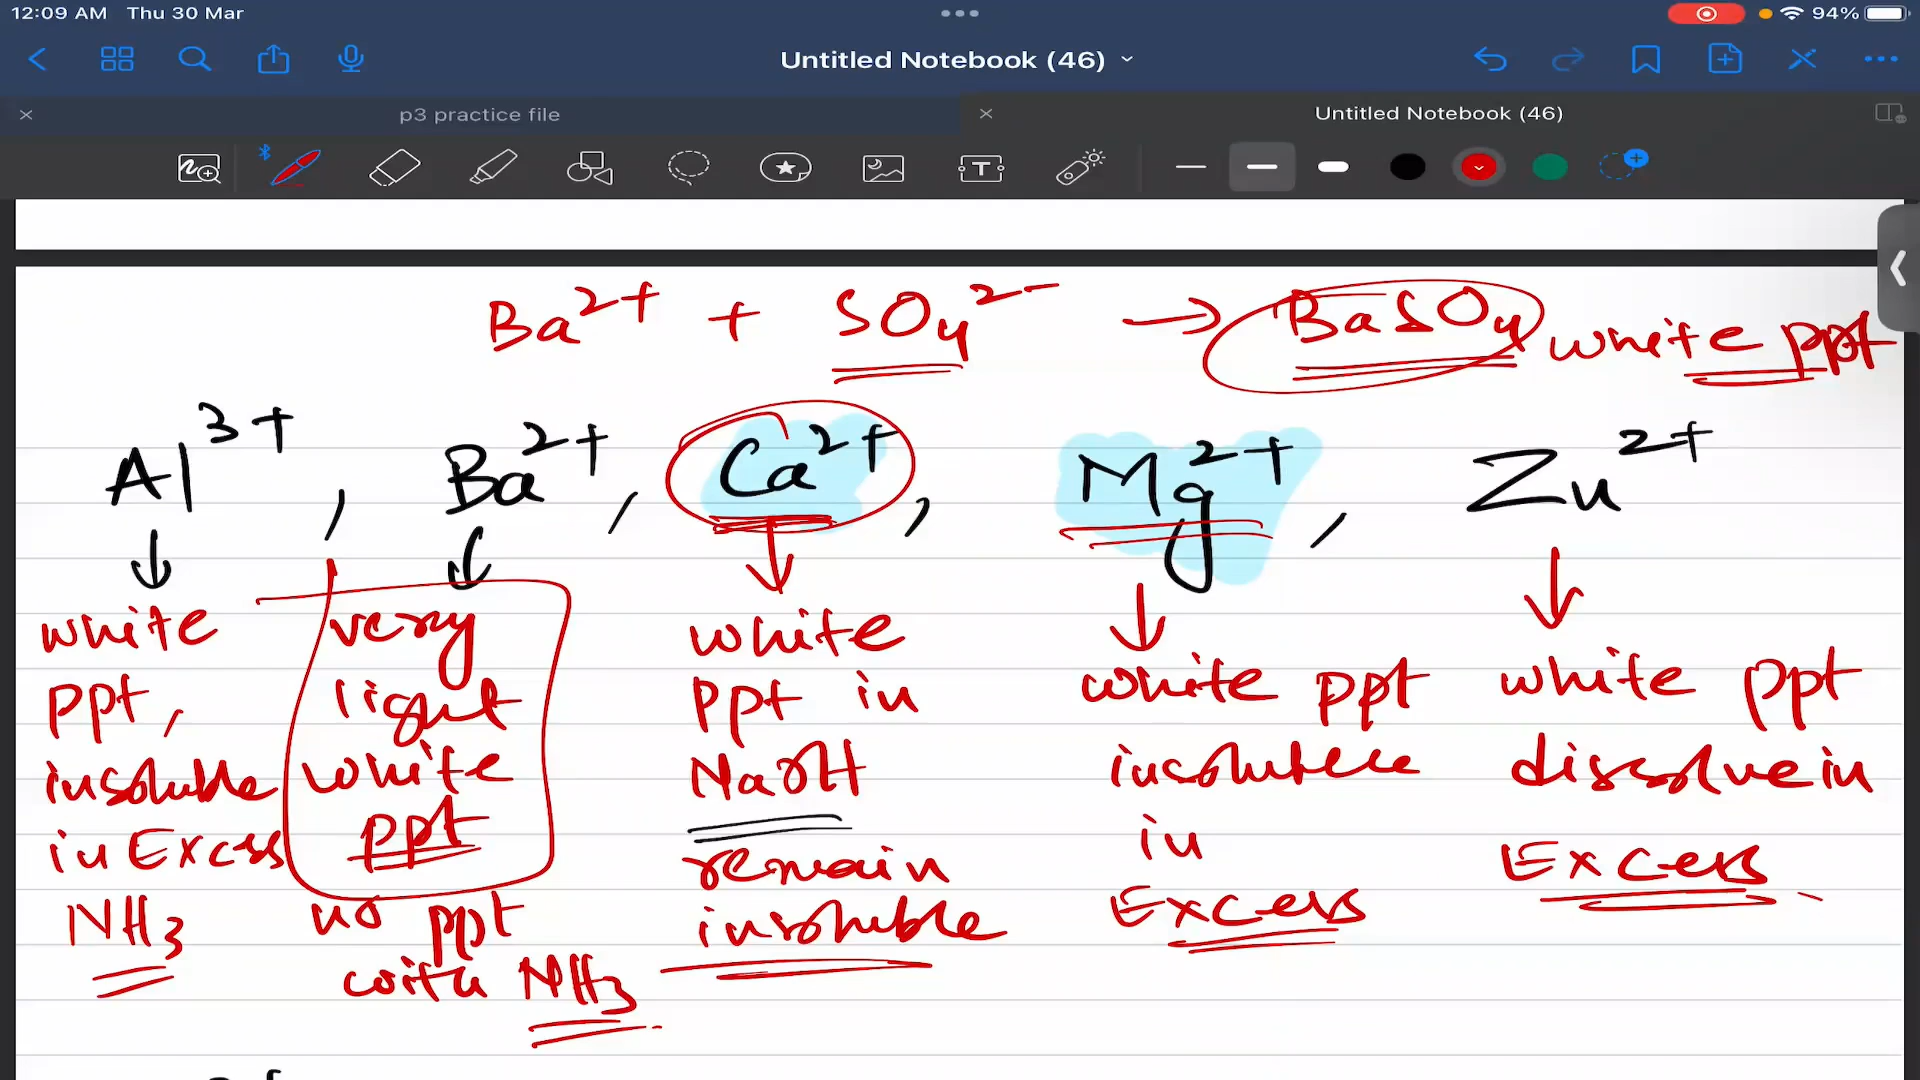 12:09 AM Thu 30 Mar
94%
Untitled Notebook (46)
p3 practice file
Untitled Notebook (46)
Ba²⁺ + SO₄²⁻ → BaSO₄ white ppt
Al³⁺, Ba²⁺, Ca²⁺, Mg²⁺, Zn²⁺
white
ppt,
insoluble
in Excess
NH₃
very
light
white
ppt
no ppt
with NH₃
white
ppt in
NaOH
remain
insoluble
white ppt
insoluble
in
Excess
white ppt
dissolve in
Excess